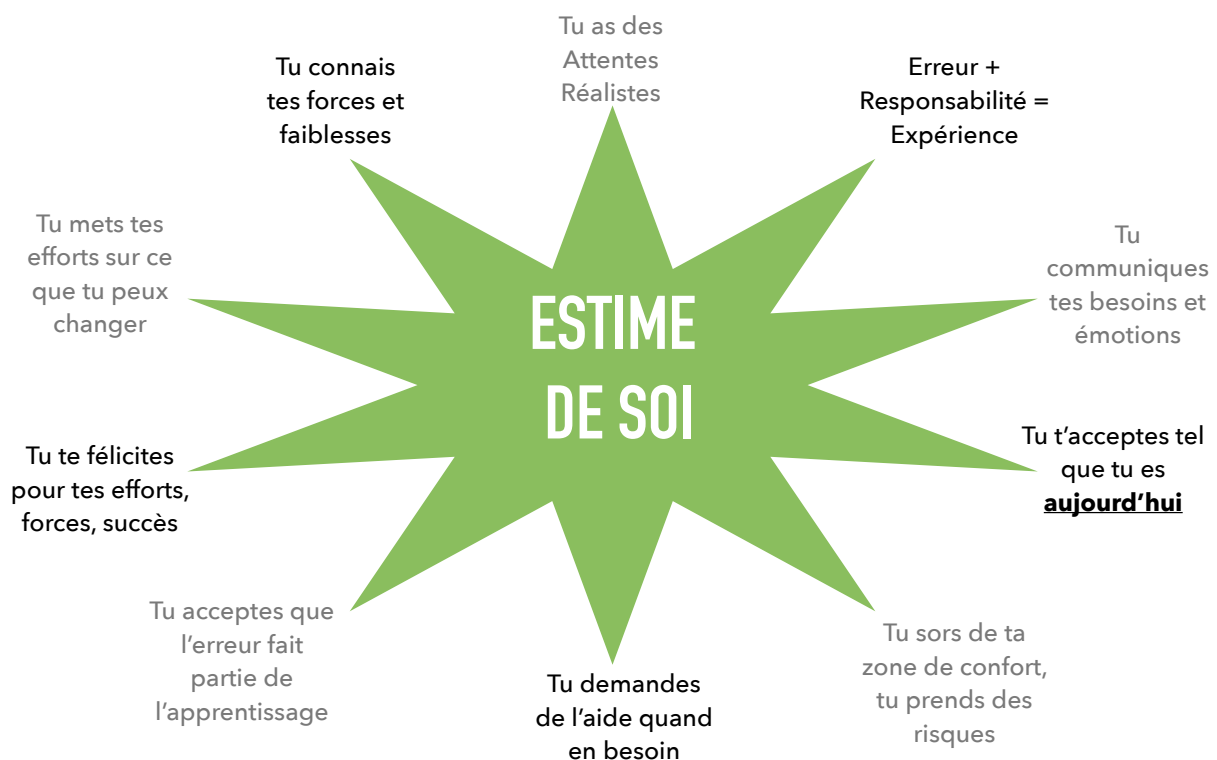 Tu as des
Attentes
Réalistes
Tu connais
tes forces et
faiblesses
Erreur +
Responsabilité =
Expérience
Tu mets tes
efforts sur ce
que tu peux
changer
Tu
communiques
tes besoins et
émotions
ESTIME
DE SOI
Tu te félicites
pour tes efforts,
forces, succès
Tu t’acceptes tel
que tu es
aujourd’hui
Tu acceptes que
l’erreur fait
partie de
l’apprentissage
Tu demandes
de l’aide quand
en besoin
Tu sors de ta
zone de confort,
tu prends des
risques